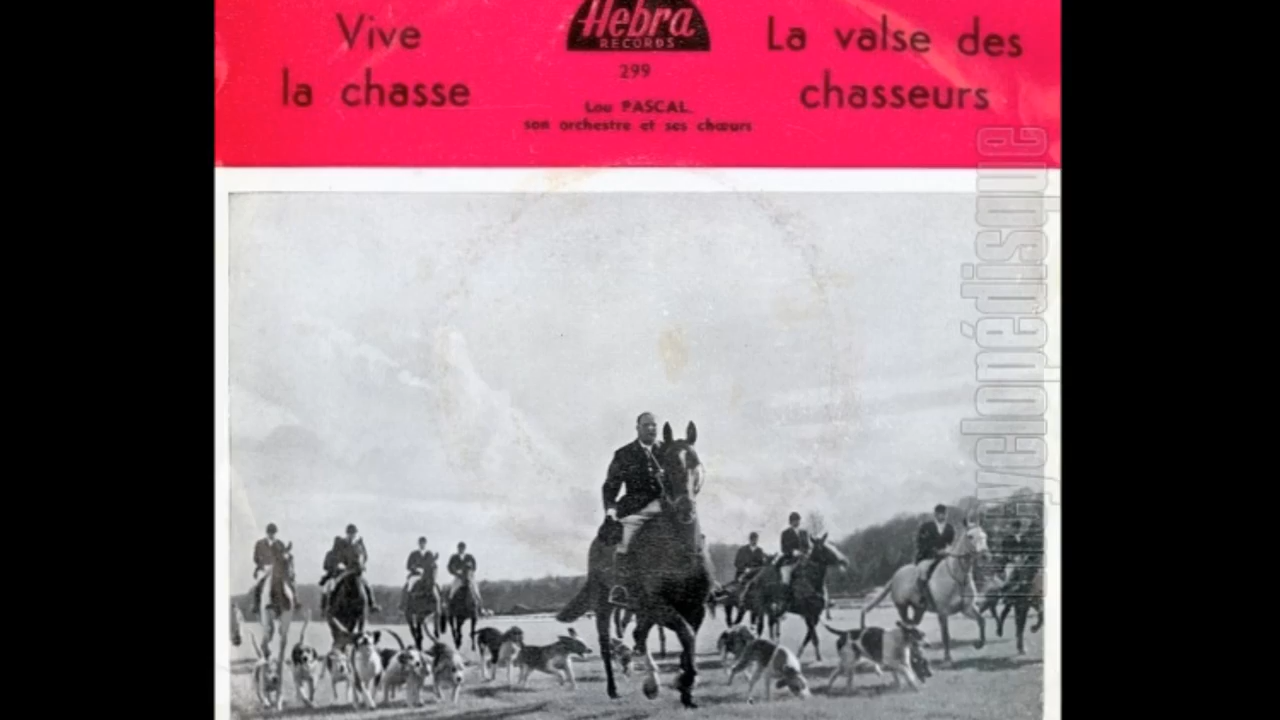 Vive
la chasse
Hebra
RECORDS
299
Lou PASCAL.
son orchestre et ses chœurs
La valse des
chasseurs
encyclopédisque